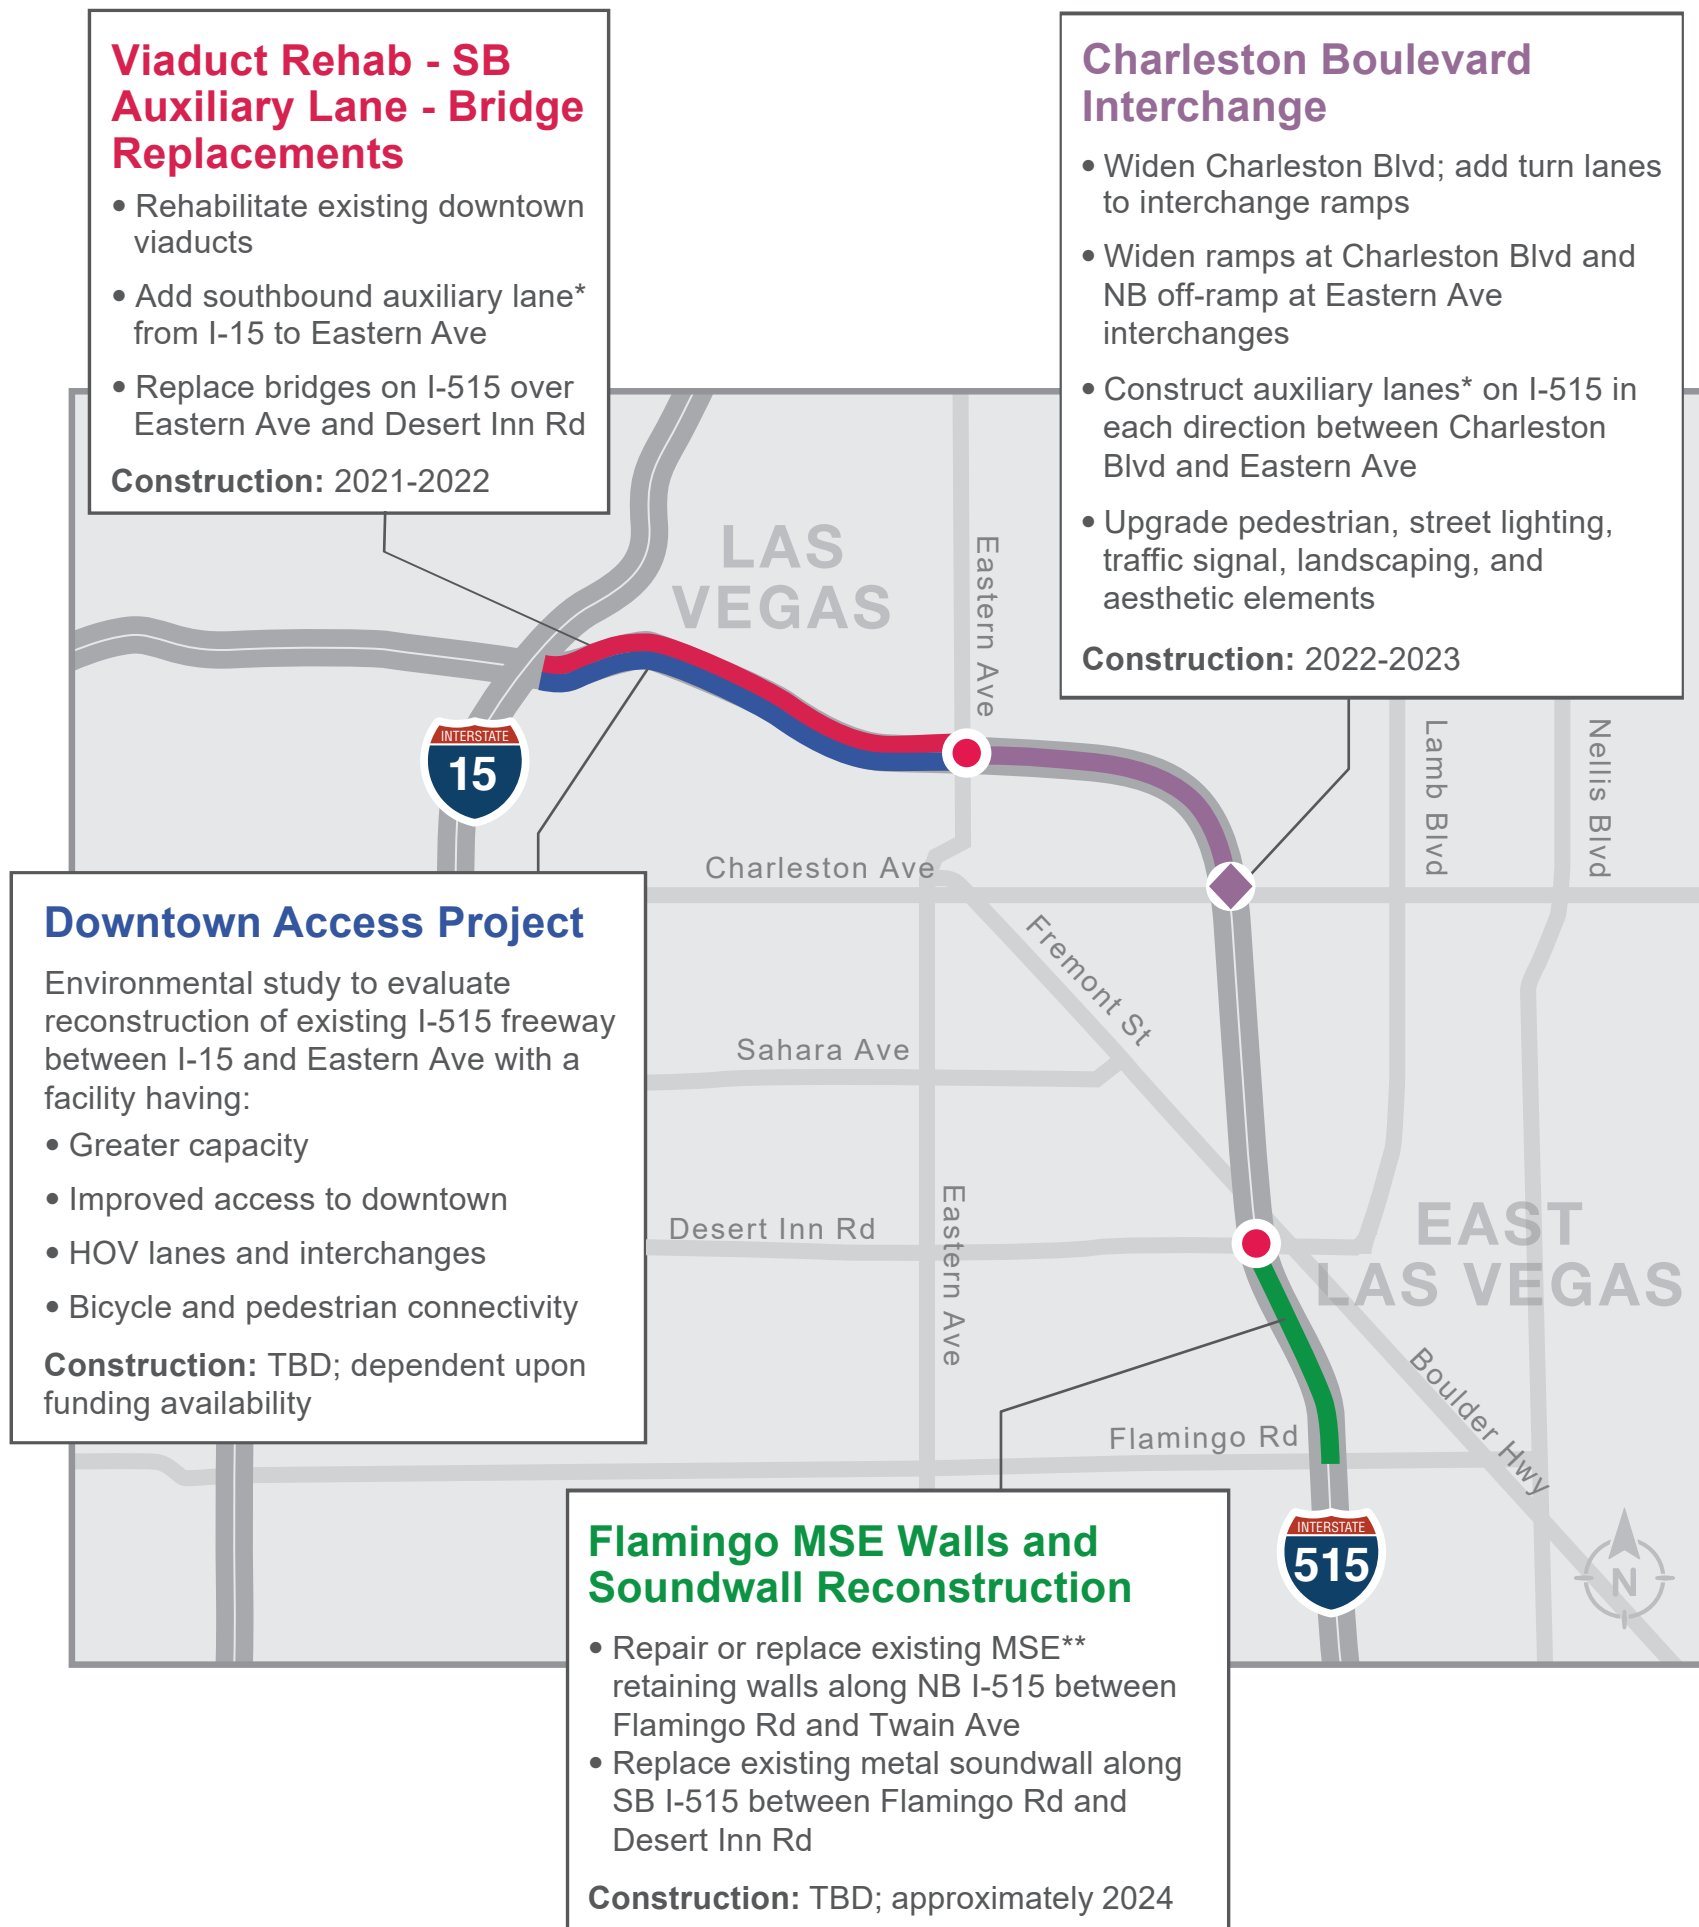 Viaduct Rehab - SB
Auxiliary Lane - Bridge
Replacements
• Rehabilitate existing downtown
viaducts
• Add southbound auxiliary lane*
from I-15 to Eastern Ave
• Replace bridges on I-515 over
Eastern Ave and Desert Inn Rd
Construction: 2021-2022
Charleston Boulevard
Interchange
• Widen Charleston Blvd; add turn lanes
to interchange ramps
• Widen ramps at Charleston Blvd and
NB off-ramp at Eastern Ave
interchanges
• Construct auxiliary lanes* on I-515 in
each direction between Charleston
Blvd and Eastern Ave
• Upgrade pedestrian, street lighting,
traffic signal, landscaping, and
aesthetic elements
Construction: 2022-2023
LAS
VEGAS
Eastern Ave
Lamb Blvd
Nellis Blvd
INTERSTATE
15
Charleston Ave
Fremont St
Sahara Ave
Desert Inn Rd
Eastern Ave
EAST
LAS VEGAS
Boulder Hwy
Flamingo Rd
INTERSTATE
515
N
Downtown Access Project
Environmental study to evaluate
reconstruction of existing I-515 freeway
between I-15 and Eastern Ave with a
facility having:
• Greater capacity
• Improved access to downtown
• HOV lanes and interchanges
• Bicycle and pedestrian connectivity
Construction: TBD; dependent upon
funding availability
Flamingo MSE Walls and
Soundwall Reconstruction
• Repair or replace existing MSE**
retaining walls along NB I-515 between
Flamingo Rd and Twain Ave
• Replace existing metal soundwall along
SB I-515 between Flamingo Rd and
Desert Inn Rd
Construction: TBD; approximately 2024